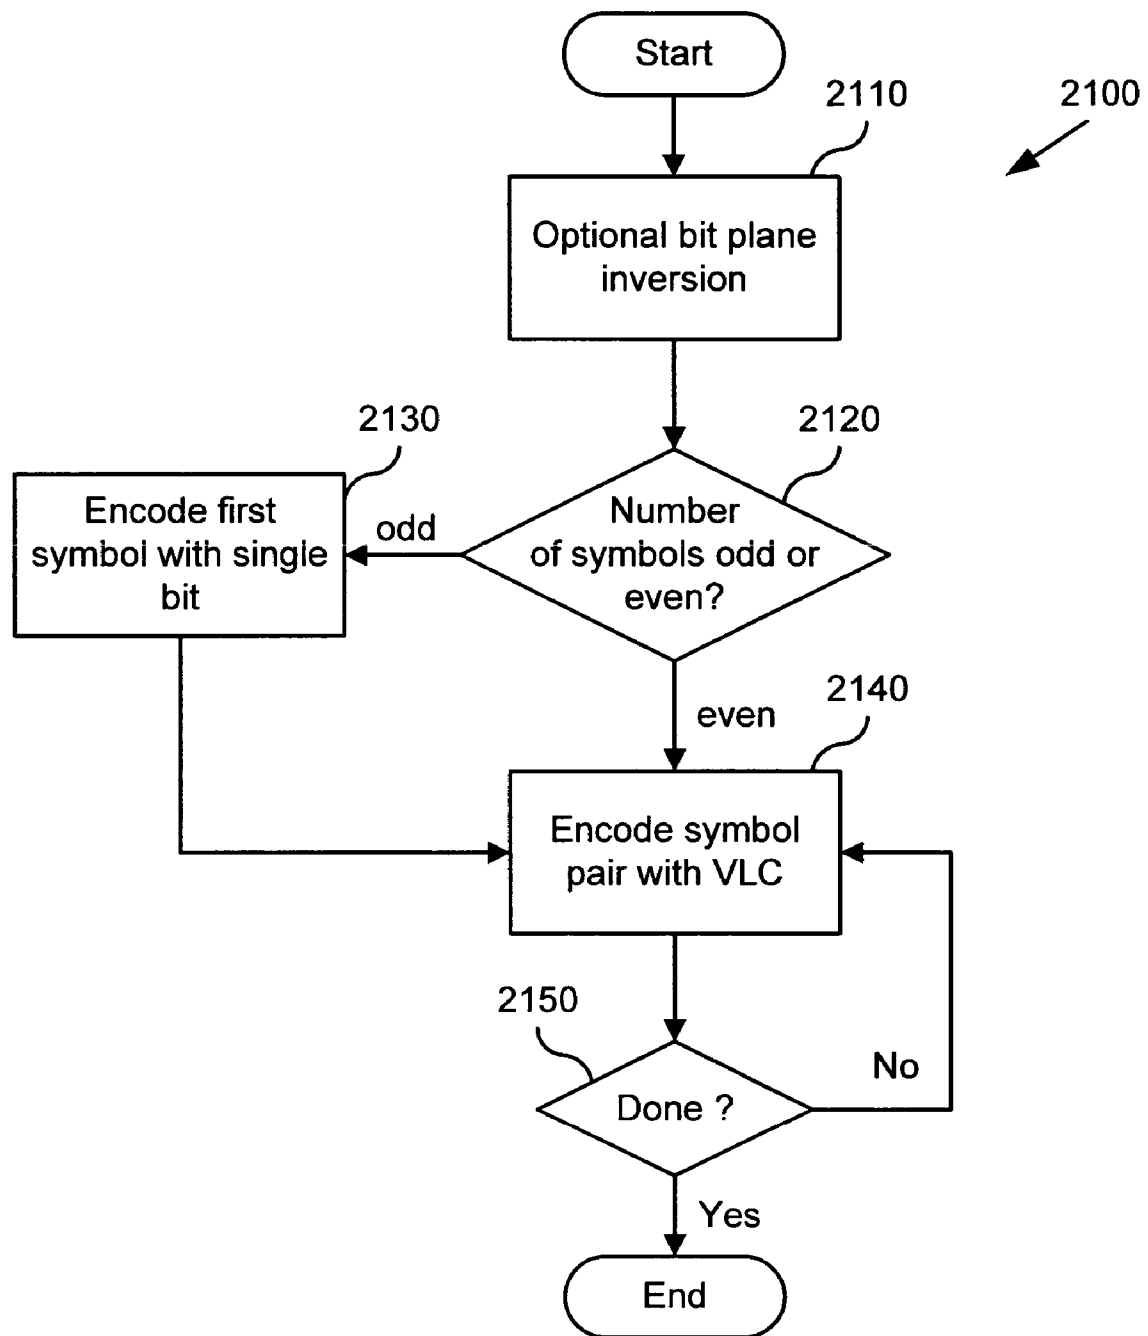 Start
2110
2100
Optional bit plane
inversion
2130
2120
Encode first
symbol with single
bit
odd
Number
of symbols odd or
even?
even
2140
Encode symbol
pair with VLC
2150
Done ?
No
Yes
End